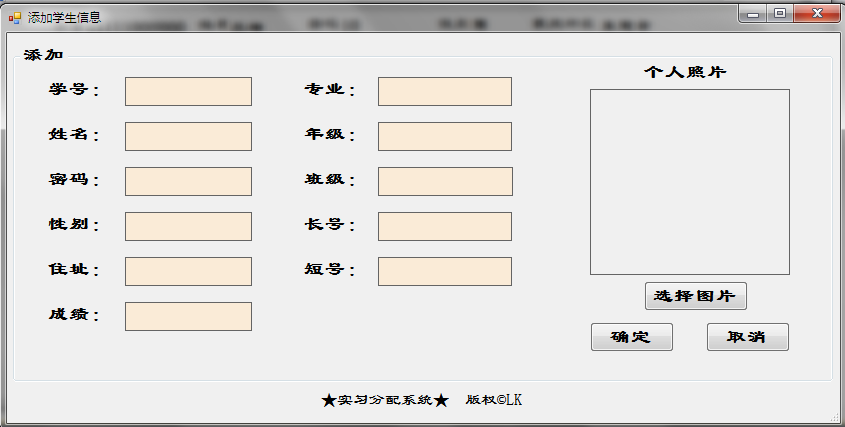 添加学生信息
添加
学号： 专业： 个人照片
姓名： 年级：
密码： 班级：
性别： 长号：
住址： 短号：
选择图片
成绩：
确定 取消
★实习分配系统★ 版权©LK